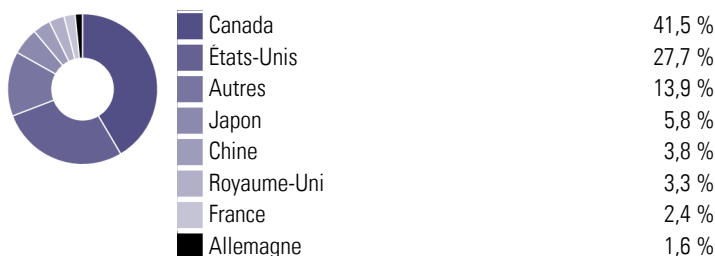 Canada 41,5 %
États-Unis 27,7 %
Autres 13,9 %
Japon 5,8 %
Chine 3,8 %
Royaume-Uni 3,3 %
France 2,4 %
Allemagne 1,6 %